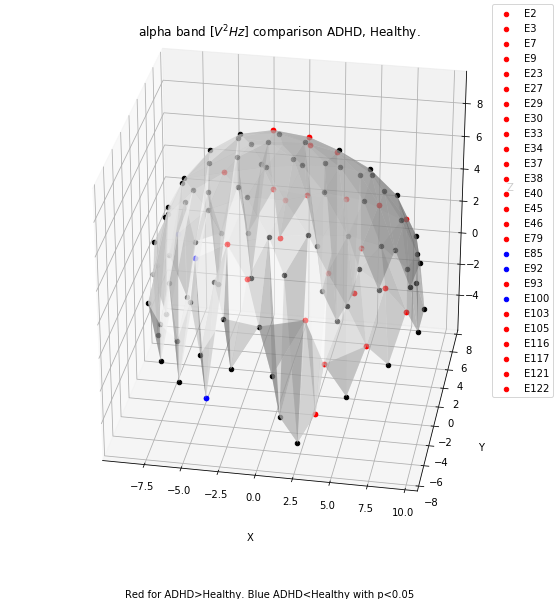 alpha band [V²Hz] comparison ADHD, Healthy.
E2
E3
E7
E9
E23
E27
E29
E30
E33
E34
E37
E38
E40
E45
E46
E79
E85
E92
E93
E100
E103
E105
E116
E117
E121
E122
8
6
4
2
0
−2
−4
Z
8
6
4
2
0
−2
−4
−6
−8
Y
−7.5
−5.0
−2.5
0.0
2.5
5.0
7.5
10.0
X
Red for ADHD>Healthy. Blue ADHD<Healthy with p<0.05